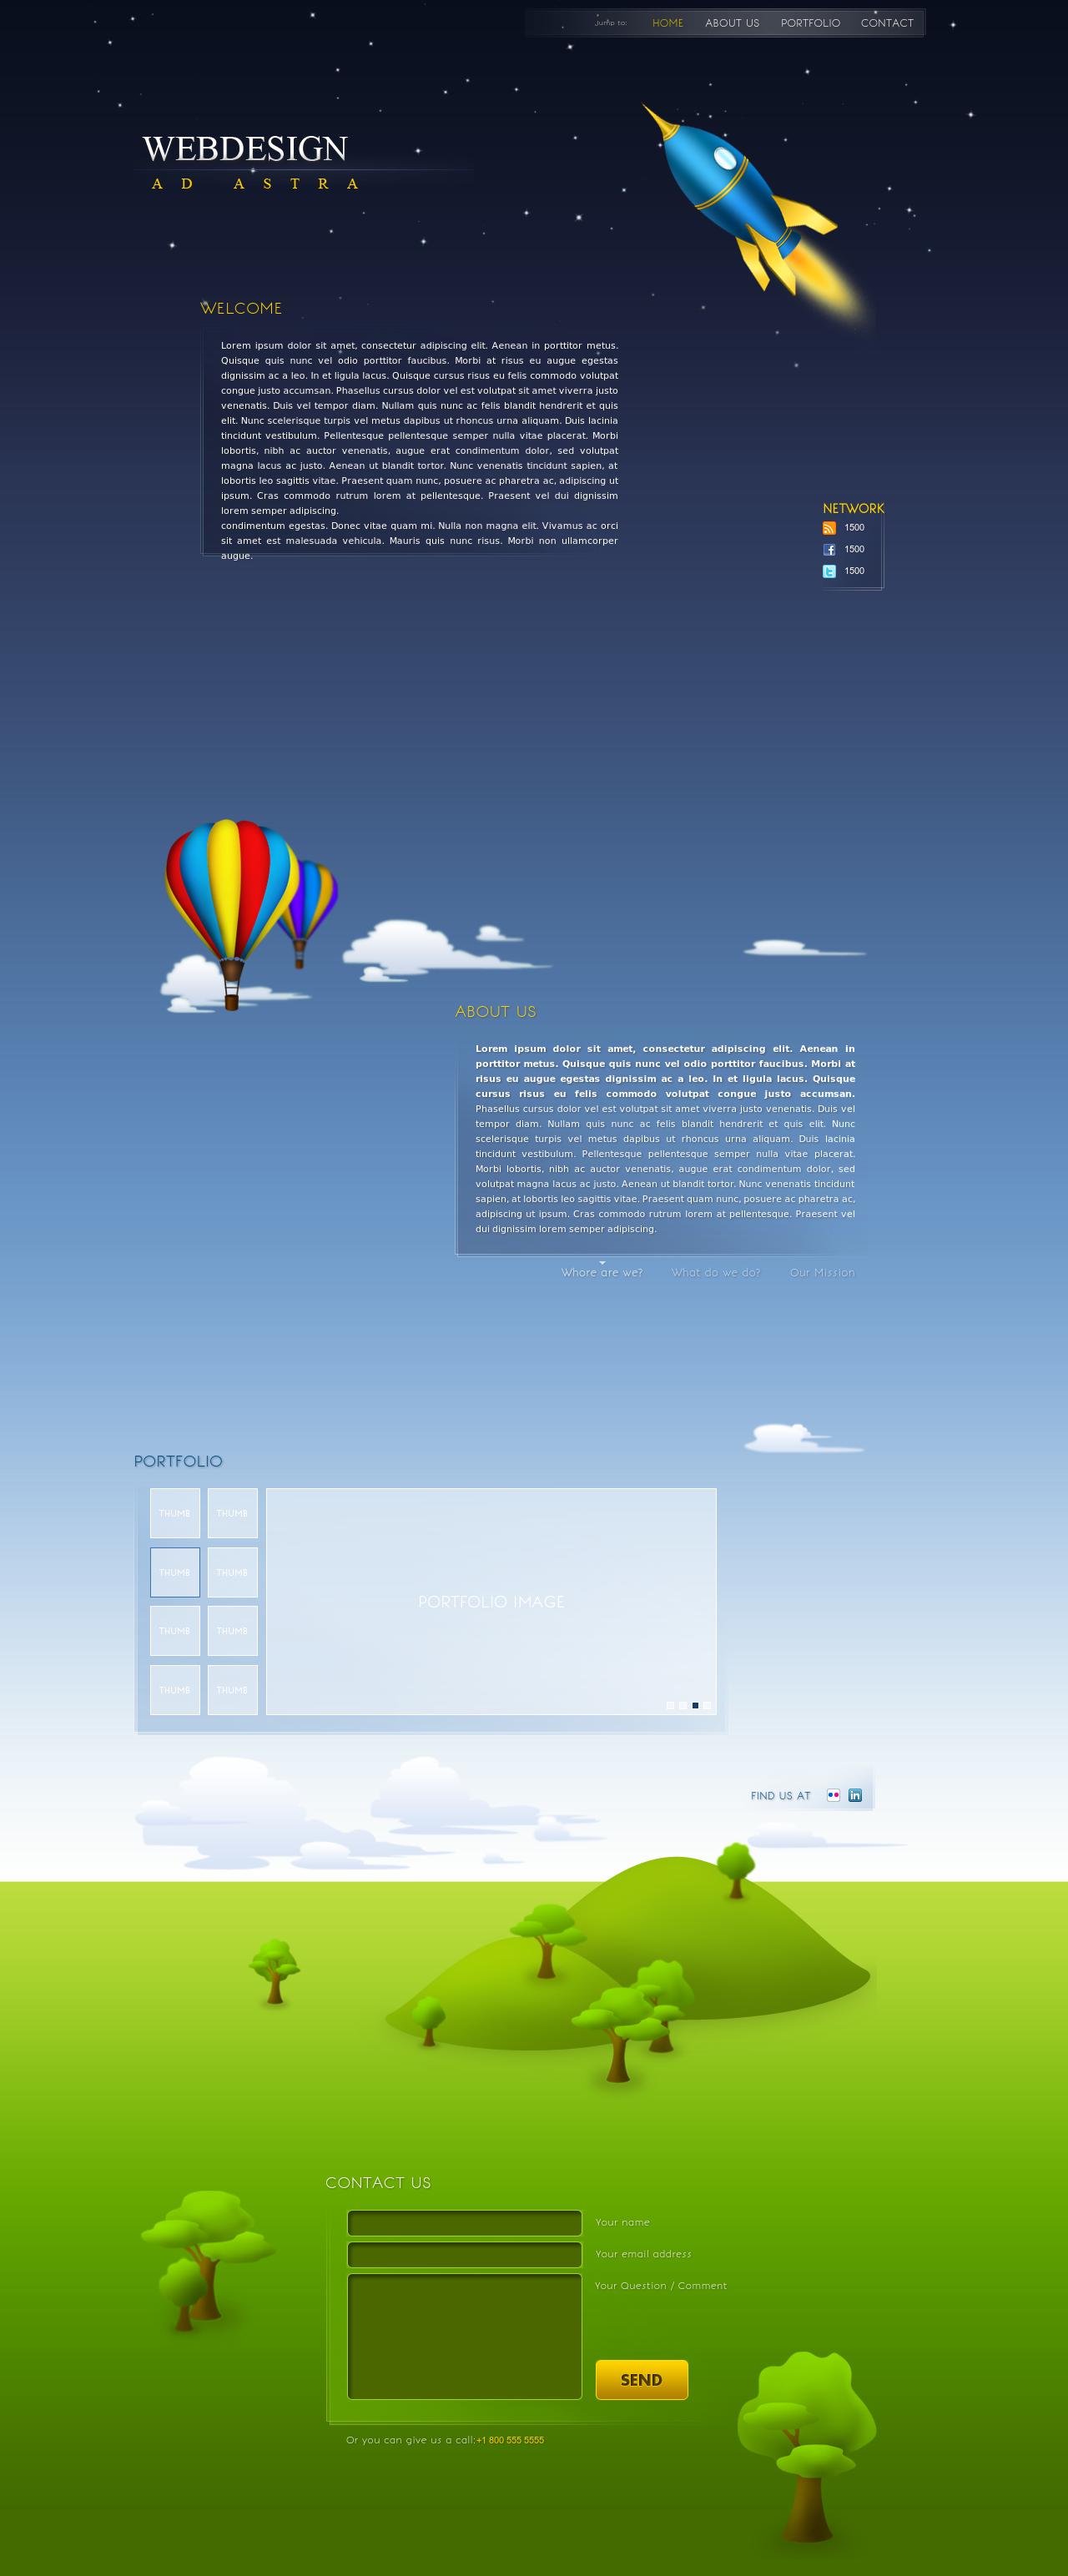 Jump to: HOME ABOUT US PORTFOLIO CONTACT
WEBDESIGN
AD ASTRA
WELCOME
Lorem ipsum dolor sit amet, consectetur adipiscing elit. Aenean in porttitor metus.
Quisque quis nunc vel odio porttitor faucibus. Morbi at risus eu augue egestas
dignissim ac a leo. In et ligula lacus. Quisque cursus risus eu felis commodo volutpat
congue justo accumsan. Phasellus cursus dolor vel est volutpat sit amet viverra justo
venenatis. Duis vel tempor diam. Nullam quis nunc ac felis blandit hendrerit et quis
elit. Nunc scelerisque turpis vel metus dapibus ut rhoncus urna aliquam. Duis lacinia
tincidunt vestibulum. Pellentesque pellentesque semper nulla vitae placerat. Morbi
lobortis, nibh ac auctor venenatis, augue erat condimentum dolor, sed volutpat
magna lacus ac justo. Aenean ut blandit tortor. Nunc venenatis tincidunt sapien, at
lobortis leo sagittis vitae. Praesent quam nunc, posuere ac pharetra ac, adipiscing ut
ipsum. Cras commodo rutrum lorem at pellentesque. Praesent vel dui dignissim
lorem semper adipiscing.
condimentum egestas. Donec vitae quam mi. Nulla non magna elit. Vivamus ac orci
sit amet est malesuada vehicula. Mauris quis nunc risus. Morbi non ullamcorper
augue.
NETWORK
1500
1500
1500
ABOUT US
Lorem ipsum dolor sit amet, consectetur adipiscing elit. Aenean in
porttitor metus. Quisque quis nunc vel odio porttitor faucibus. Morbi at
risus eu augue egestas dignissim ac a leo. In et ligula lacus. Quisque
cursus risus eu felis commodo volutpat congue justo accumsan.
Phasellus cursus dolor vel est volutpat sit amet viverra justo venenatis. Duis vel
tempor diam. Nullam quis nunc ac felis blandit hendrerit et quis elit. Nunc
scelerisque turpis vel metus dapibus ut rhoncus urna aliquam. Duis lacinia
tincidunt vestibulum. Pellentesque pellentesque semper nulla vitae placerat.
Morbi lobortis, nibh ac auctor venenatis, augue erat condimentum dolor, sed
volutpat magna lacus ac justo. Aenean ut blandit tortor. Nunc venenatis tincidunt
sapien, at lobortis leo sagittis vitae. Praesent quam nunc, posuere ac pharetra ac,
adipiscing ut ipsum. Cras commodo rutrum lorem at pellentesque. Praesent vel
dui dignissim lorem semper adipiscing.
Whore are we? What do we do? Our Mission
PORTFOLIO
THUMB THUMB
THUMB THUMB
THUMB THUMB
THUMB THUMB
PORTFOLIO IMAGE
FIND US AT in
CONTACT US
Your name
Your email address
Your Question / Comment
SEND
Or you can give us a call:+1 800 555 5555